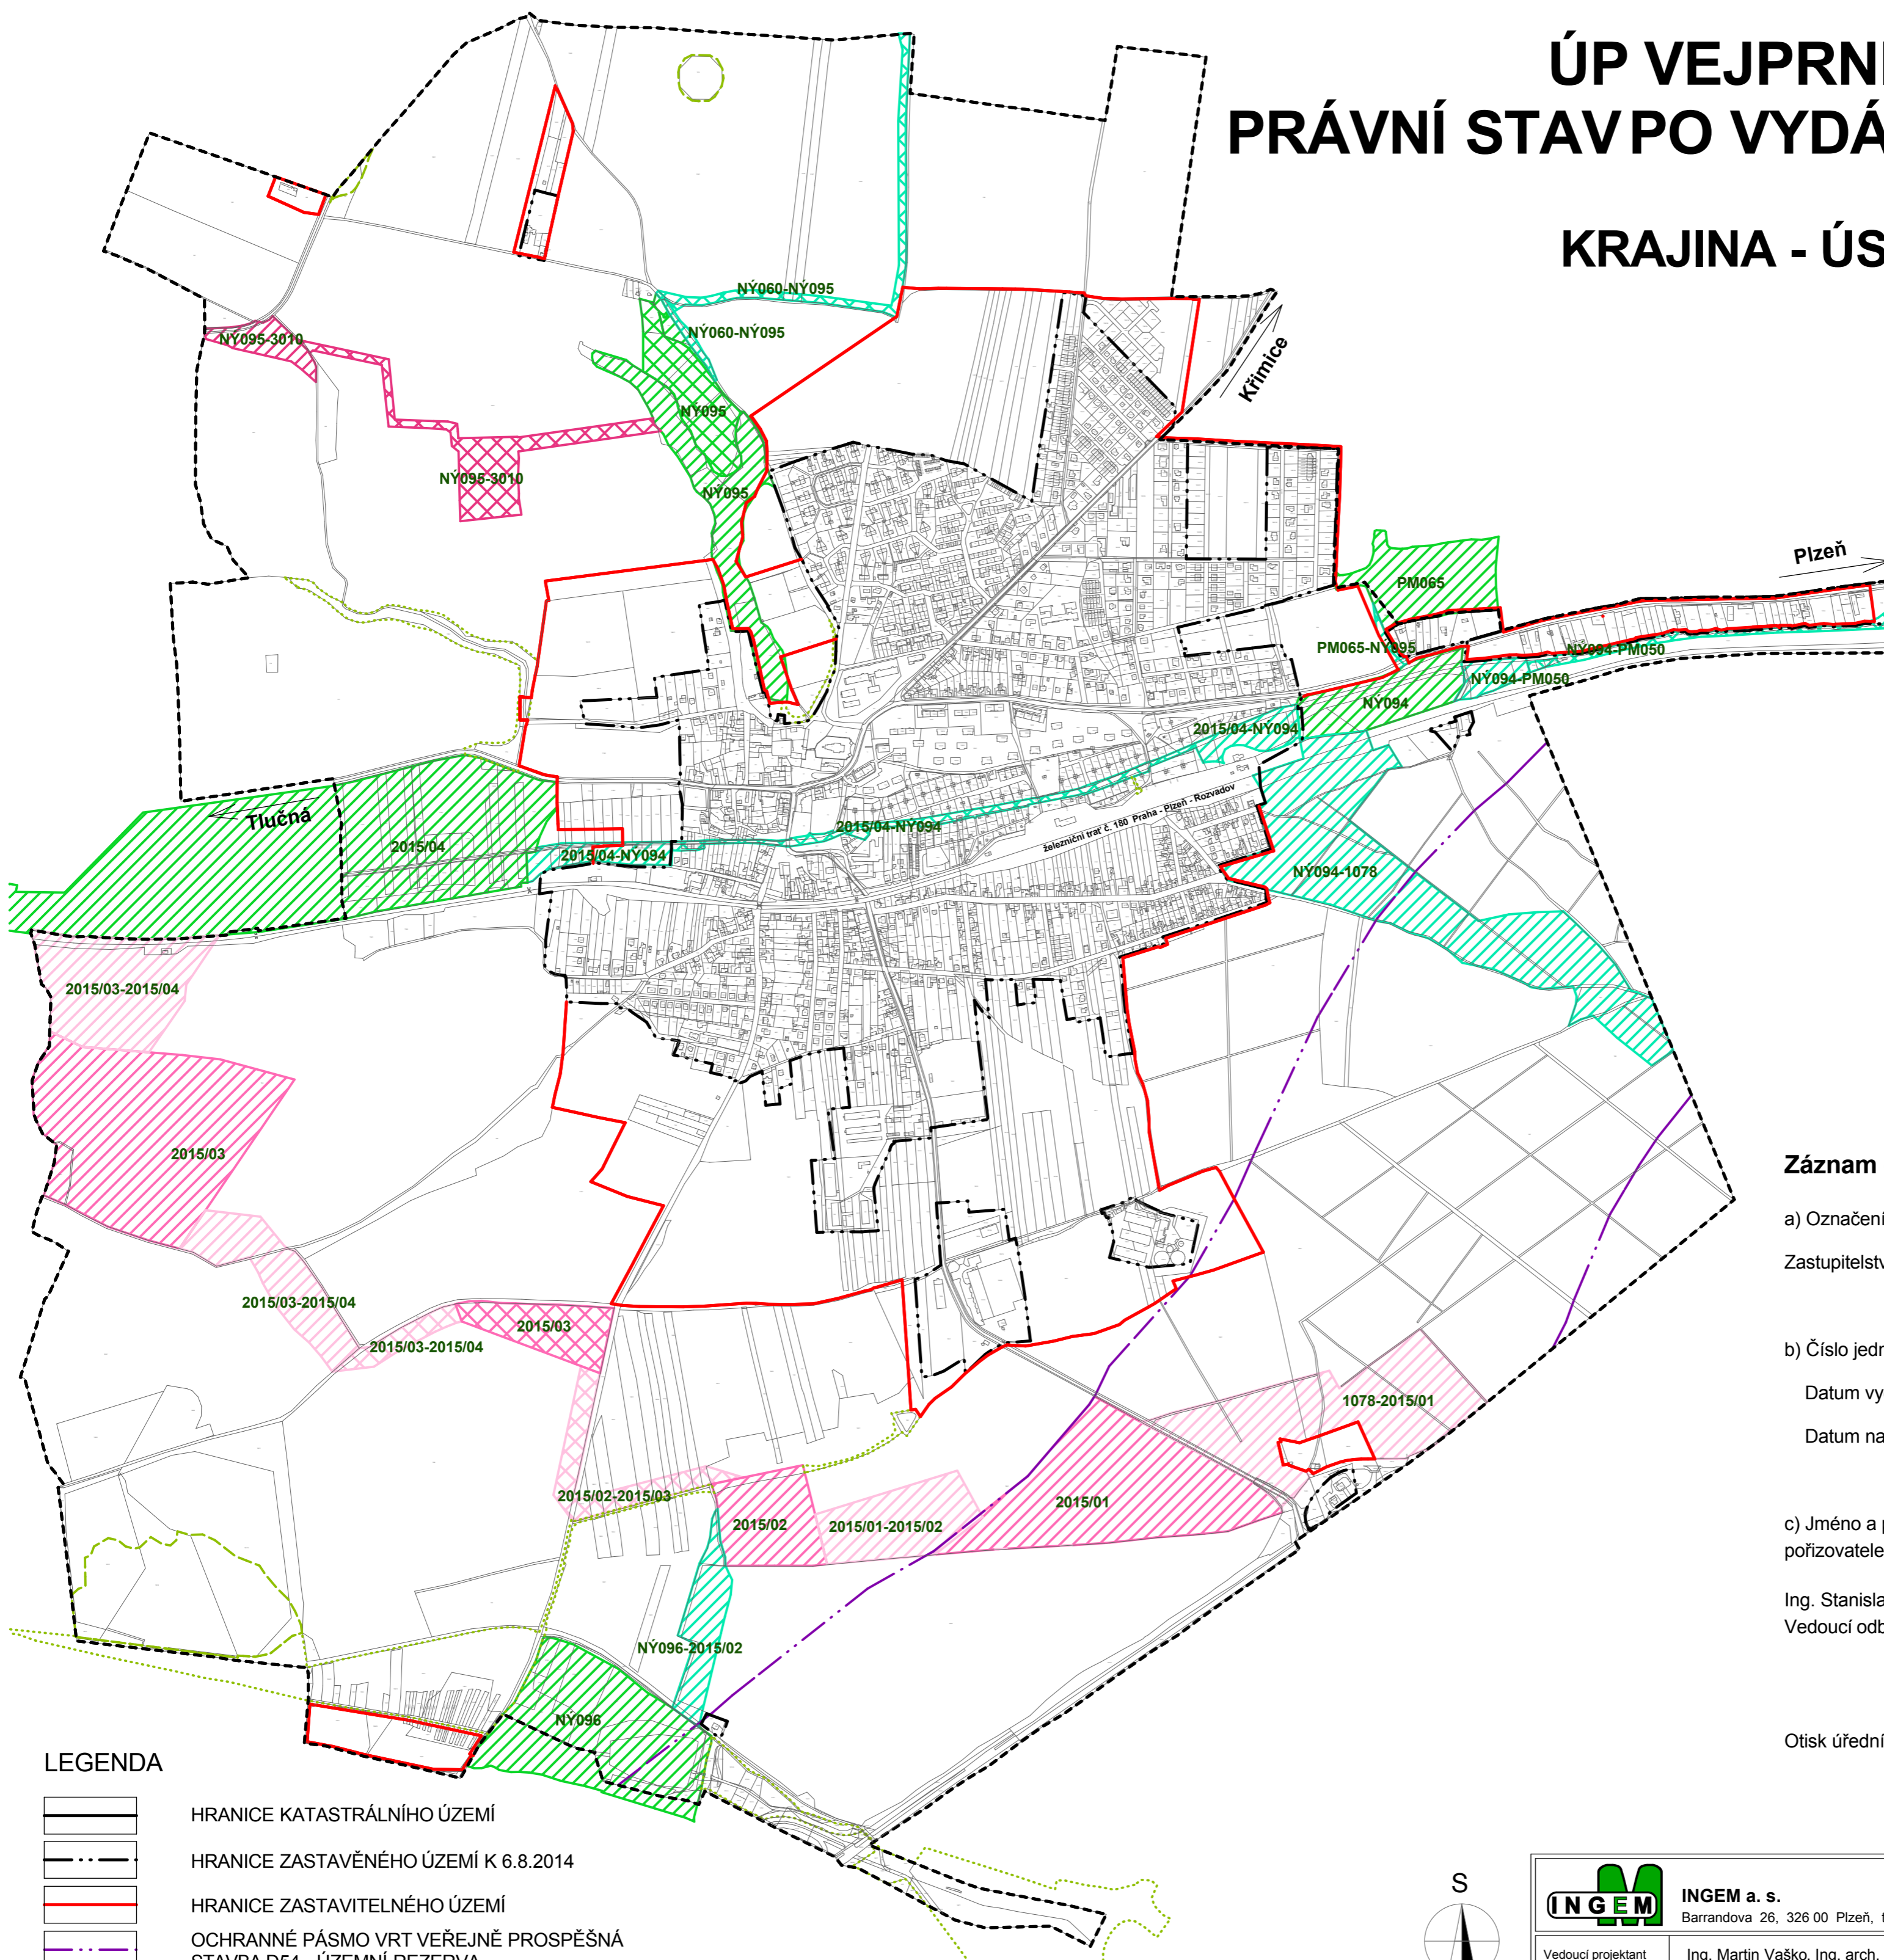 ÚP VEJPRNI
PRÁVNÍ STAV PO VYDÁ
KRAJINA - ÚS
NÝ060-NÝ095
NÝ060-NÝ095
NÝ095-3010
Křimice
NÝ095
NÝ095-3010
NÝ095
Plzeň
PM065
PM065-NÝ095
NÝ094-PM050
NÝ094-PM050
NÝ094
2015/04-NÝ094
železniční trať č. 180 Praha - Plzeň - Rozvadov
Tlučná
2015/04-NÝ094
2015/04
2015/04-NÝ094
NÝ094-1078
2015/03-2015/04
2015/03
2015/03-2015/04
2015/03
2015/03-2015/04
1078-2015/01
2015/02-2015/03
2015/01
2015/02
2015/01-2015/02
NÝ096-2015/02
NÝ096
Záznam
a) Označení
Zastupitelstv
b) Číslo jedn
Datum vy
Datum na
c) Jméno a p
pořizovatele
Ing. Stanisla
Vedoucí odb
Otisk úřední
LEGENDA
HRANICE KATASTRÁLNÍHO ÚZEMÍ
HRANICE ZASTAVĚNÉHO ÚZEMÍ K 6.8.2014
HRANICE ZASTAVITELNÉHO ÚZEMÍ
OCHRANNÉ PÁSMO VRT VEŘEJNĚ PROSPĚŠNÁ
STAVBA D54 - ÚZEMNÍ REZERVA
S
INGEM
INGEM a. s.
Barrandova 26, 326 00 Plzeň, t
Vedoucí projektant
Ing. Martin Vaško, Ing. arch.